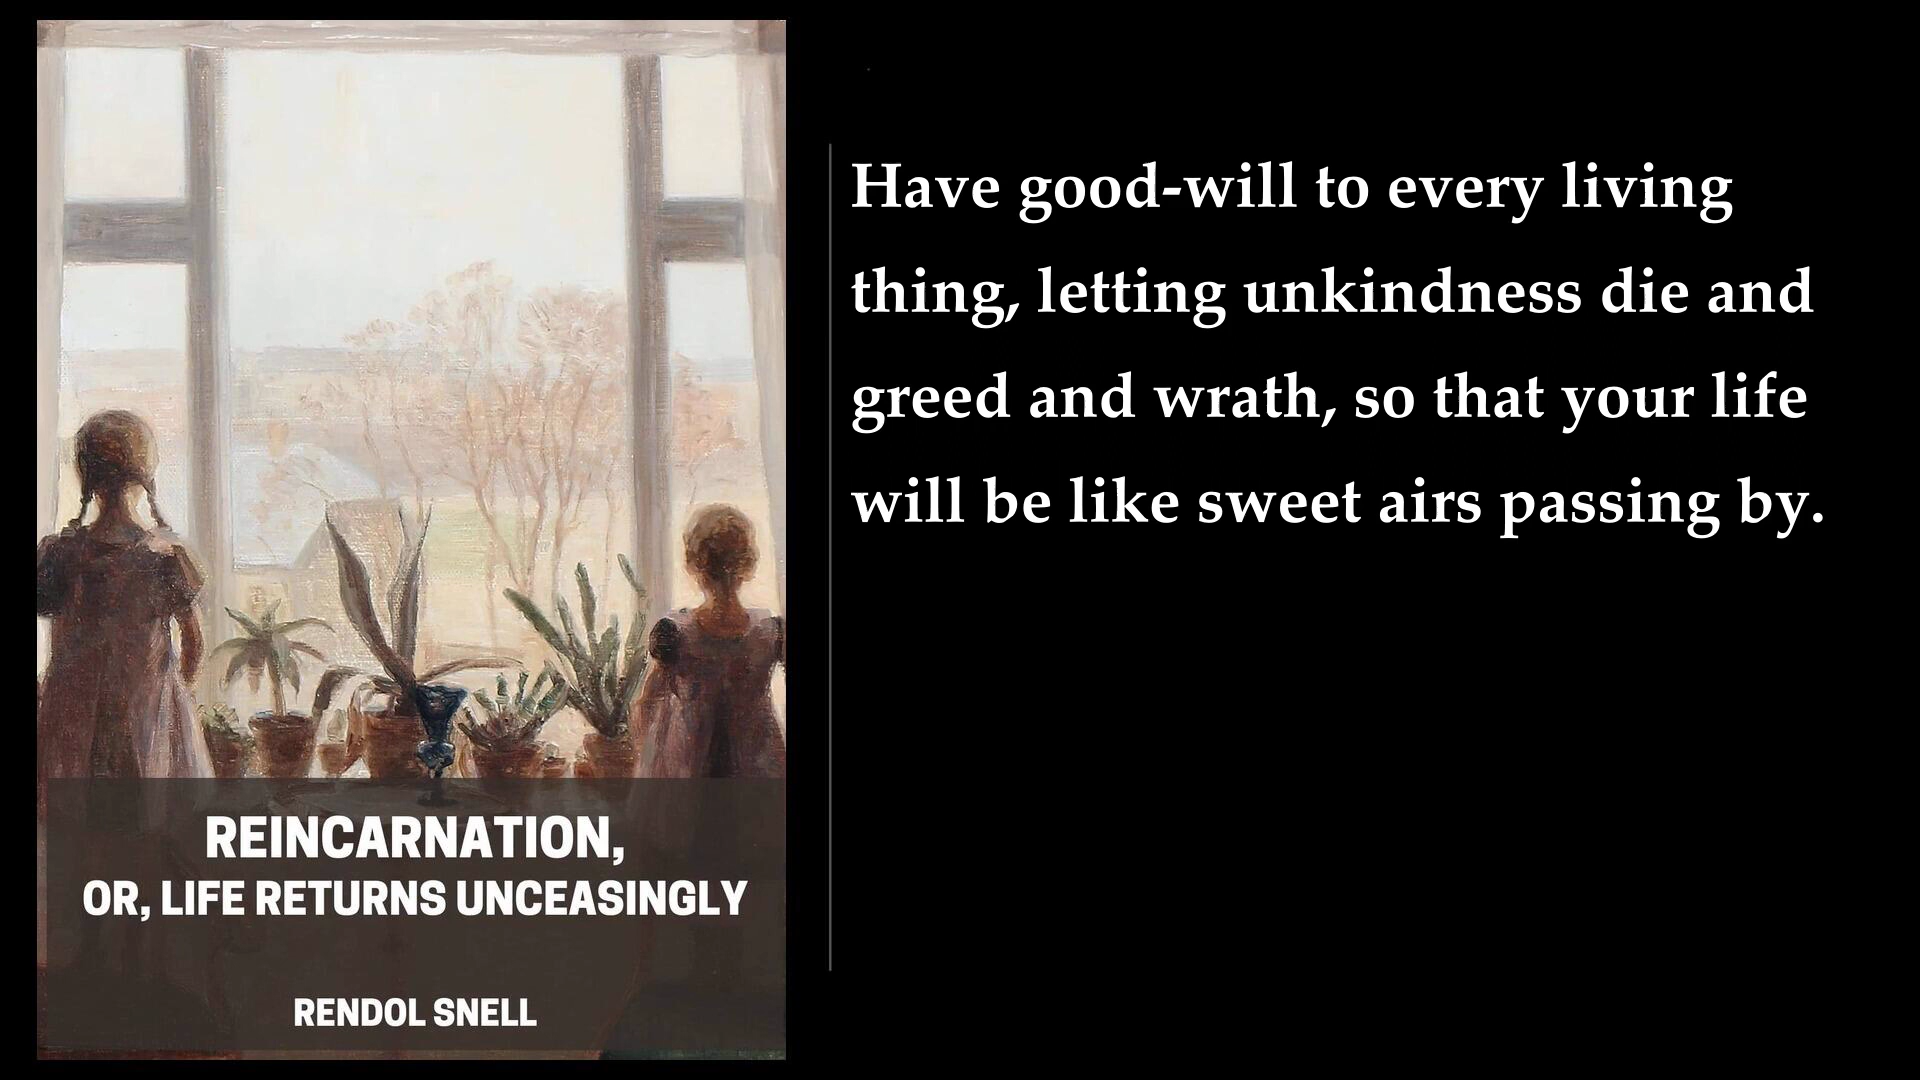 Have good-will to every living
thing, letting unkindness die and
greed and wrath, so that your life
will be like sweet airs passing by.
REINCARNATION,
OR, LIFE RETURNS UNCEASINGLY
RENDOL SNELL